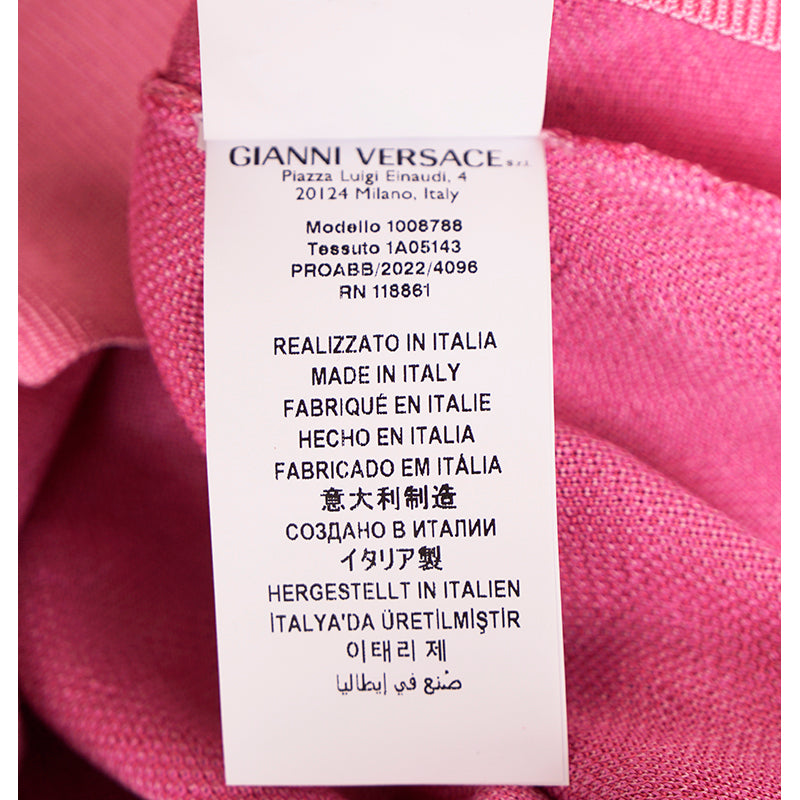 GIANNI VERSACE s.r.l.
Piazza Luigi Einaudi, 4
20124 Milano, Italy
Modello 1008788
Tessuto 1A05143
PROABB/2022/4096
RN 118861
REALIZZATO IN ITALIA
MADE IN ITALY
FABRIQUÉ EN ITALIE
HECHO EN ITALIA
FABRICADO EM ITÁLIA
意大利制造
СОЗДАНО В ИТАЛИИ
イタリア製
HERGESTELLT IN ITALIEN
İTALYA'DA ÜRETİLMİŞTİR
이태리 제
صُنع في إيطاليا